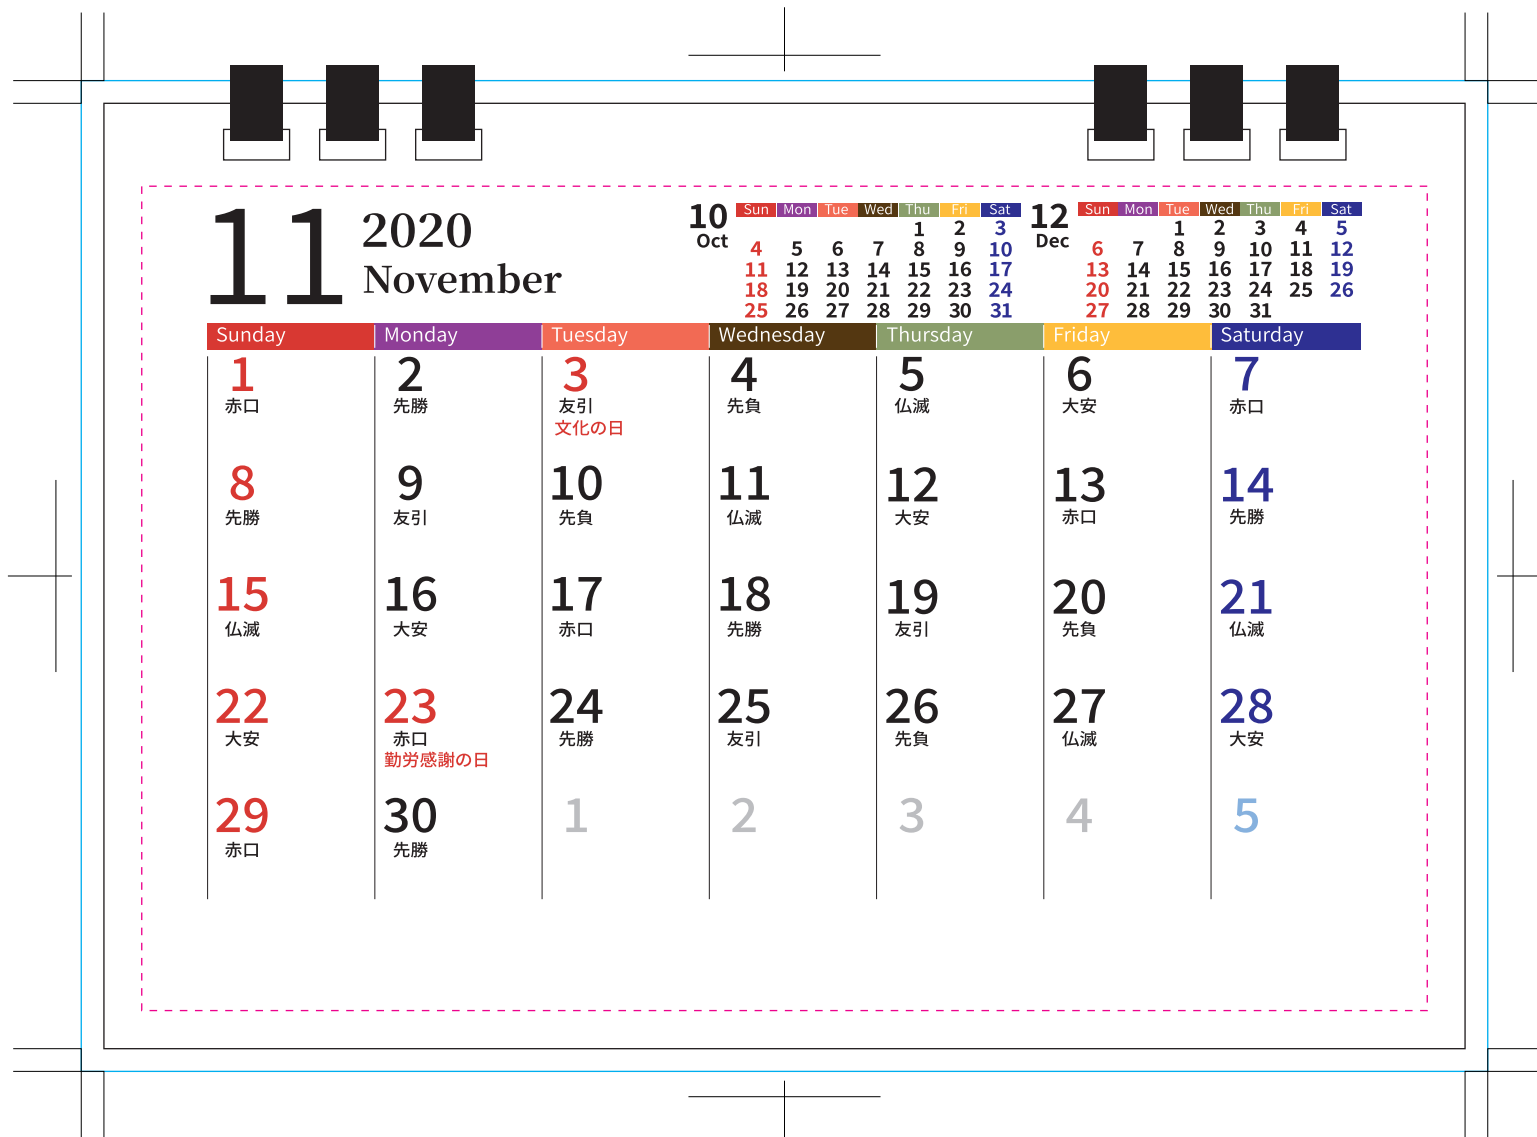 11
2020
November
10
Oct
Sun Mon Tue Wed Thu Fri Sat
1 2 3
4 5 6 7 8 9 10
11 12 13 14 15 16 17
18 19 20 21 22 23 24
25 26 27 28 29 30 31
12
Dec
Sun Mon Tue Wed Thu Fri Sat
1 2 3 4 5
6 7 8 9 10 11 12
13 14 15 16 17 18 19
20 21 22 23 24 25 26
27 28 29 30 31
Sunday Monday Tuesday Wednesday Thursday Friday Saturday
1 2 3 4 5 6 7
赤口 先勝 友引 先負 仏滅 大安 赤口
文化の日
8 9 10 11 12 13 14
先勝 友引 先負 仏滅 大安 赤口 先勝
15 16 17 18 19 20 21
仏滅 大安 赤口 先勝 友引 先負 仏滅
22 23 24 25 26 27 28
大安 赤口 先勝 友引 先負 仏滅 大安
勤労感謝の日
29 30 1 2 3 4 5
赤口 先勝